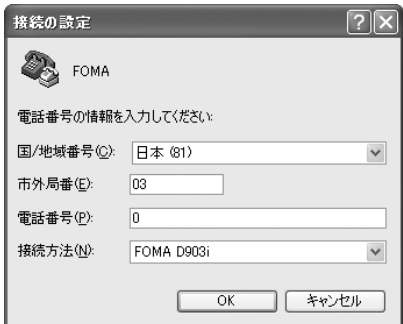 接続の設定
FOMA
電話番号の情報を入力してください:
国/地域番号(C): 日本 (81)
市外局番(E): 03
電話番号(P): 0
接続方法(N): FOMA D903i
OK キャンセル